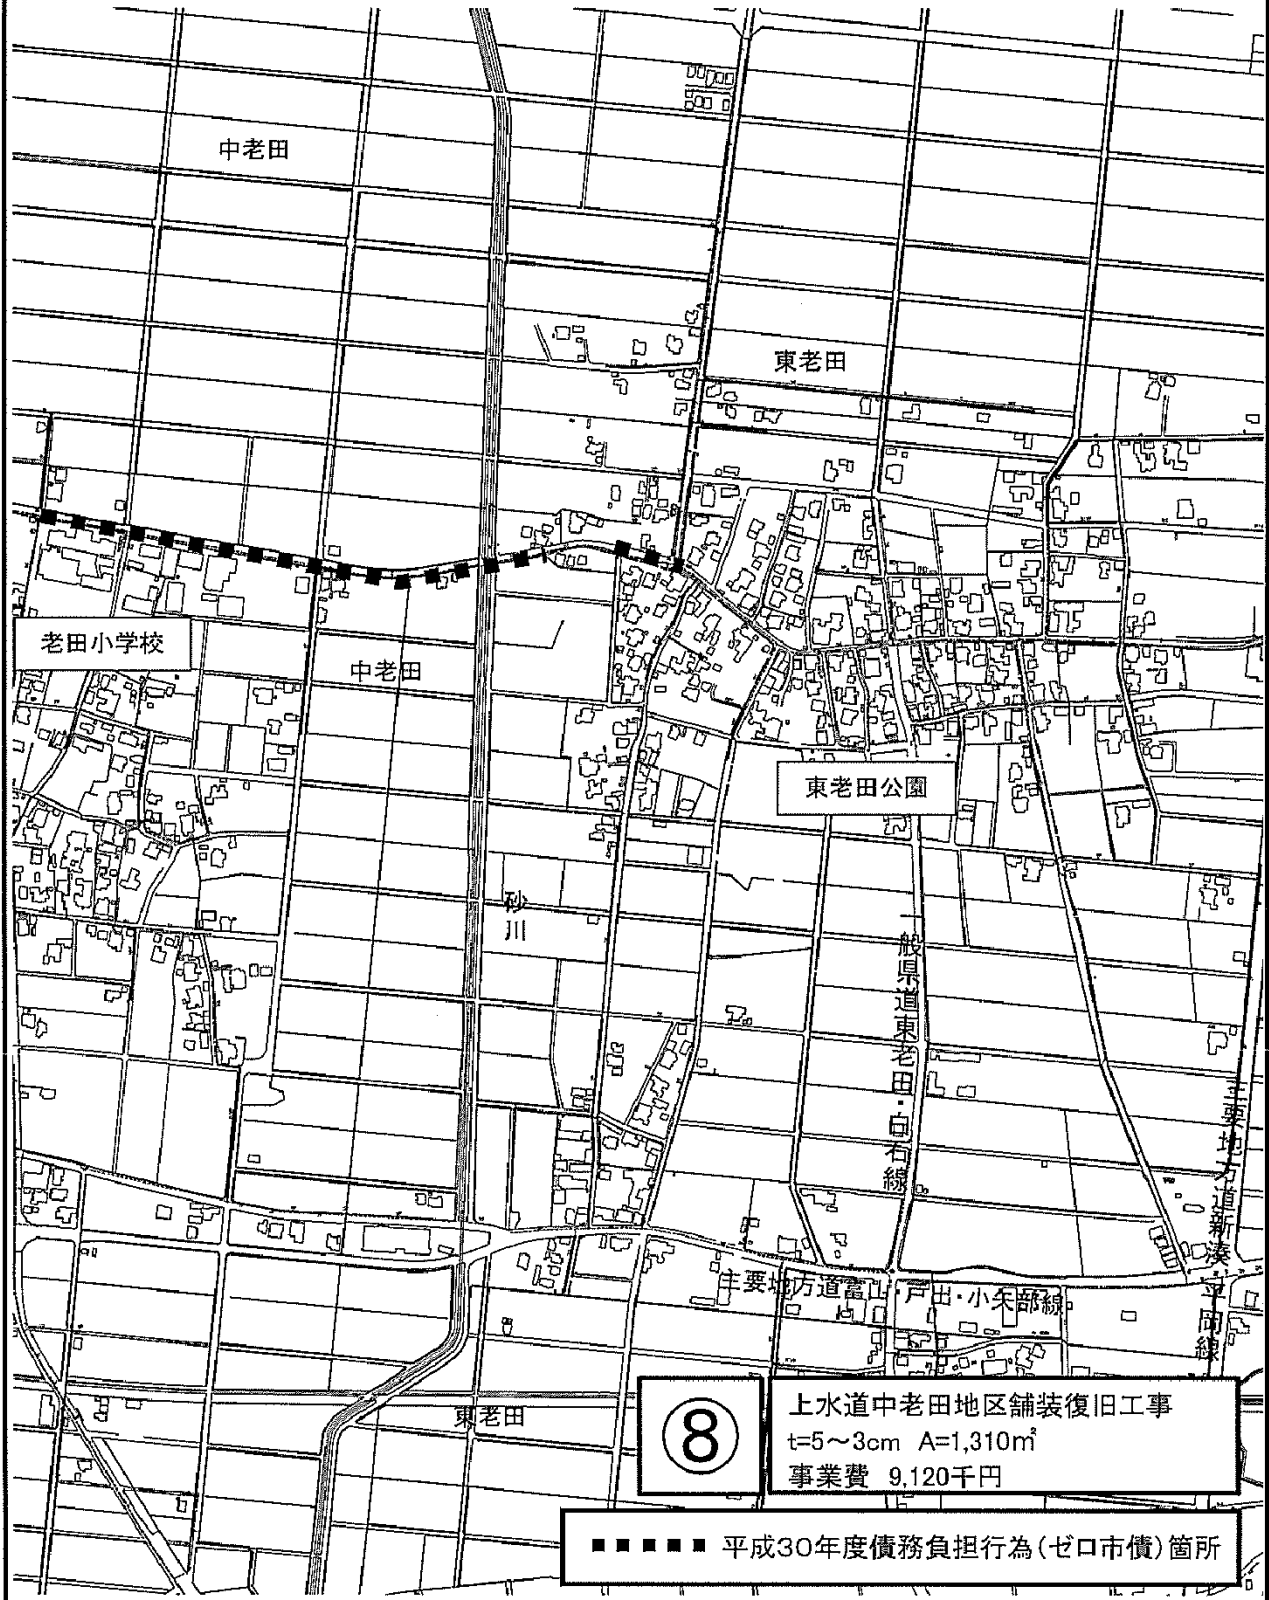 中老田
東老田
老田小学校
中老田
東老田公園
砂川
一般県道東老田・白石線
主要地方道新湊・平岡線
主要地方道富山・戸出・小矢部線
東老田
⑧
上水道中老田地区舗装復旧工事
t=5～3cm A=1,310㎡
事業費 9,120千円
平成30年度債務負担行為(ゼロ市債)箇所